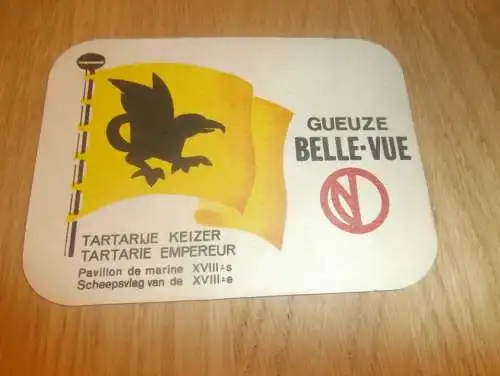 GUEUZE
BELLE-VUE
TARTARIJE KEIZER
TARTARIE EMPEREUR
Pavillon de marine XVIII:s
Scheepsvlag van de XVIII:e